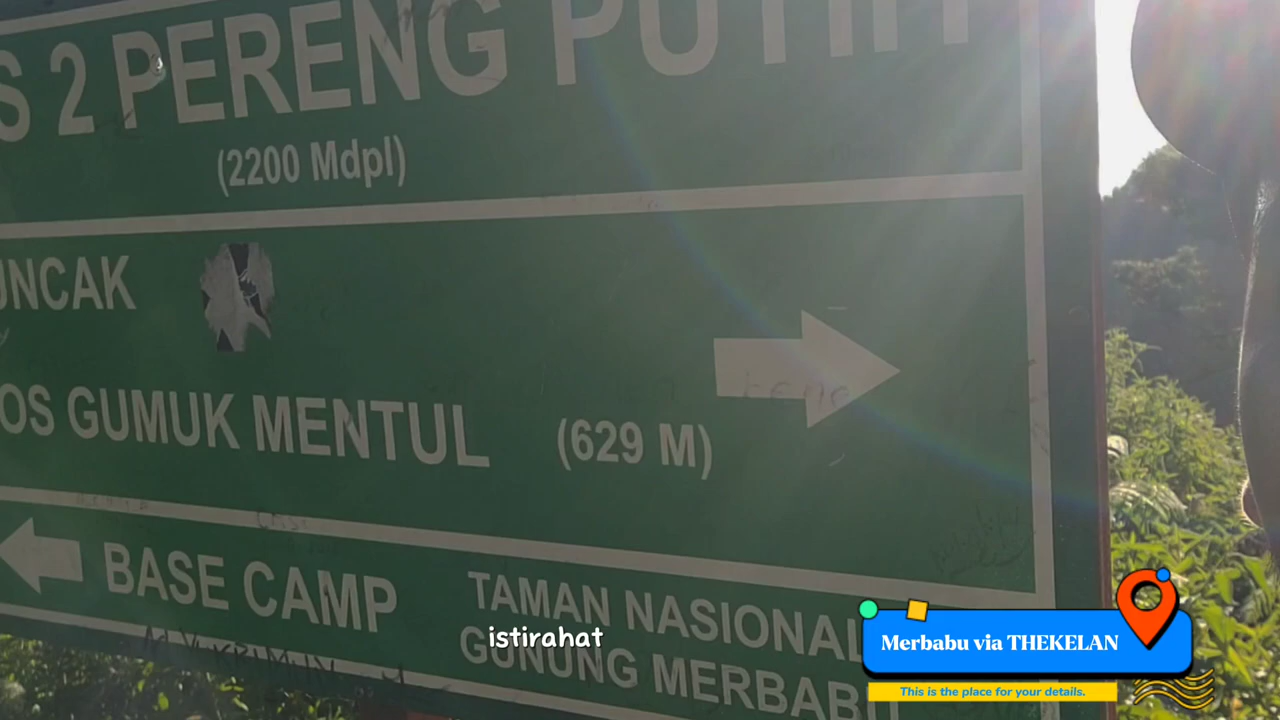 S 2 PERENG PUTIH
(2200 Mdpl)
UNCAK
OS GUMUK MENTUL (629 M)
BASE CAMP
TAMAN NASIONAL
GUNUNG MERBABU
istirahat
Merbabu via THEKELAN
This is the place for your details.